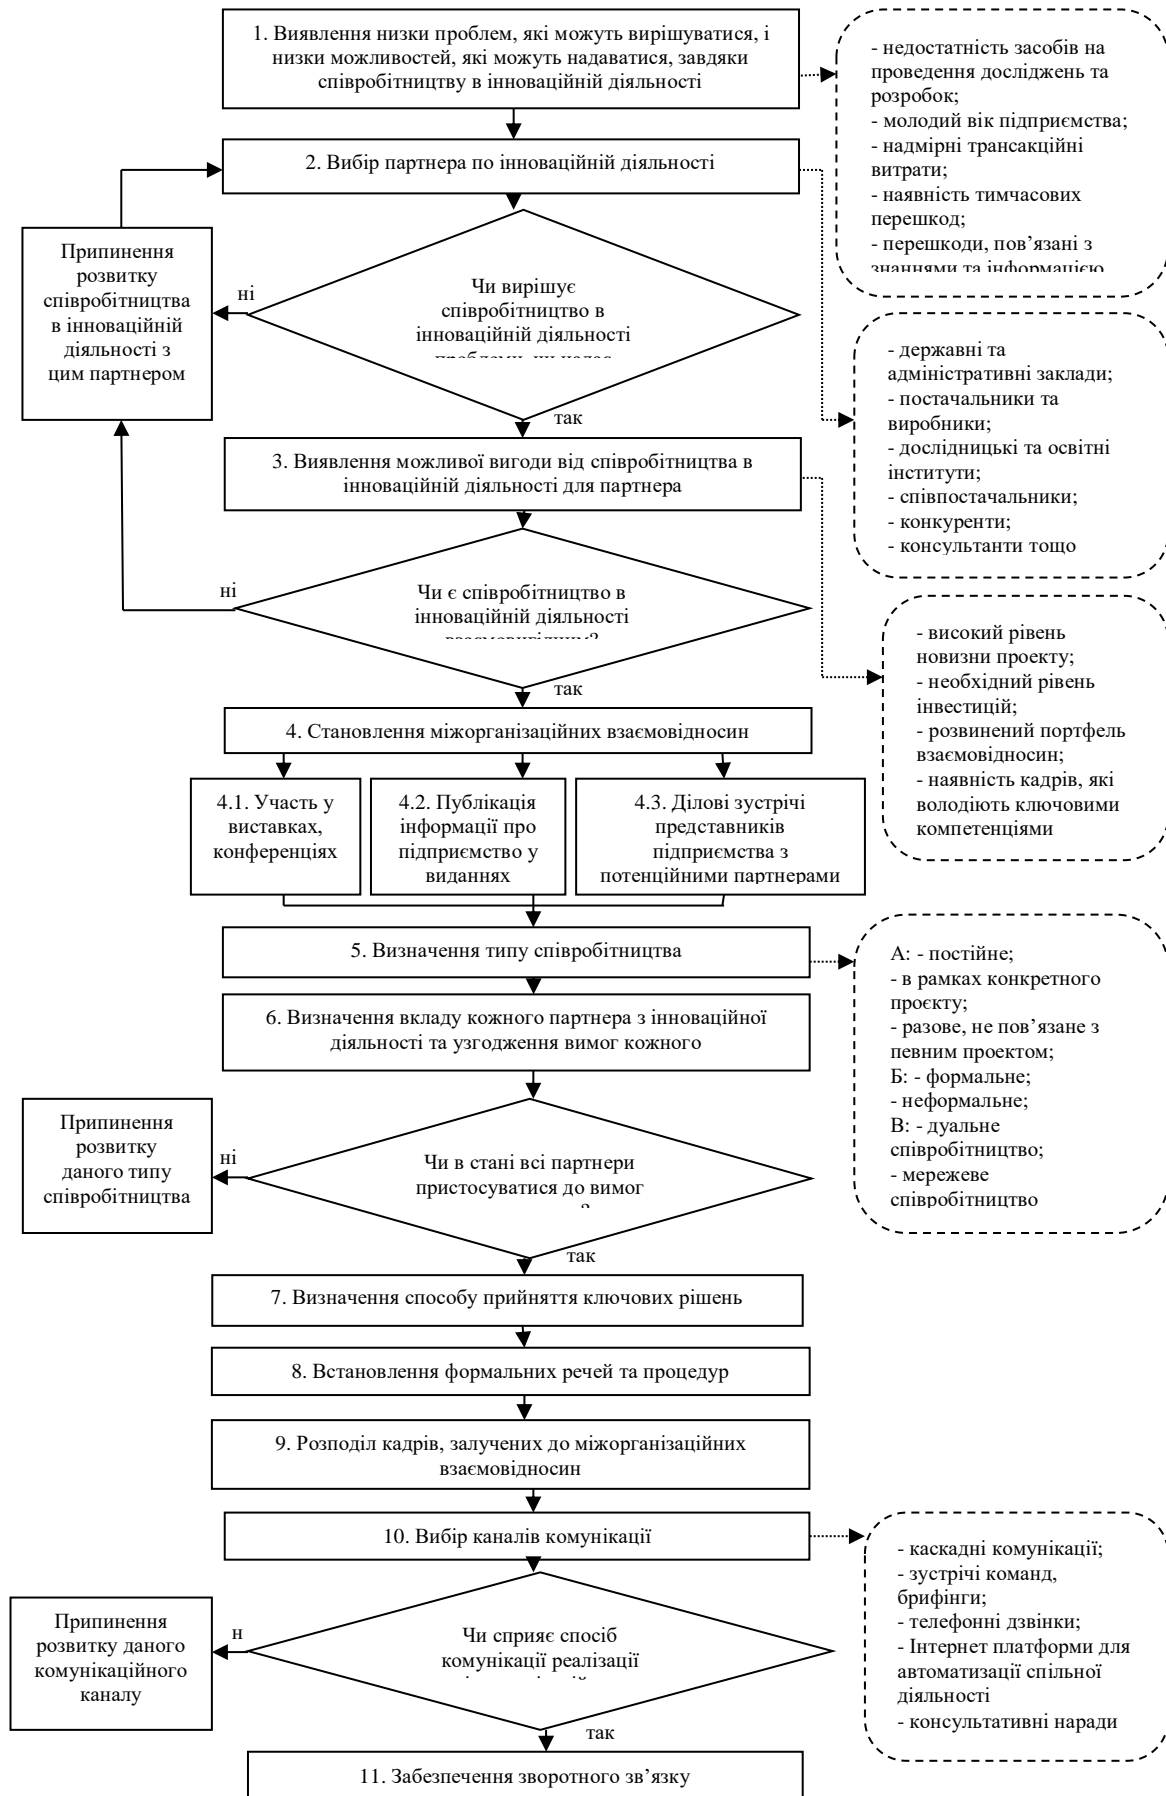 1. Виявлення низки проблем, які можуть вирішуватися, і
низки можливостей, які можуть надаватися, завдяки
співробітництву в інноваційній діяльності
- недостатність засобів на
проведення досліджень та
розробок;
- молодий вік підприємства;
- надмірні трансакційні
витрати;
- наявність тимчасових
перешкод;
- перешкоди, пов’язані з
знаннями та інформацією
2. Вибір партнера по інноваційній діяльності
Припинення
розвитку
співробітництва
в інноваційній
діяльності з
цим партнером
ні
Чи вирішує
співробітництво в
інноваційній діяльності
так
- державні та
адміністративні заклади;
- постачальники та
виробники;
- дослідницькі та освітні
інститути;
- співпостачальники;
- конкуренти;
- консультанти тощо
3. Виявлення можливої вигоди від співробітництва в
інноваційній діяльності для партнера
ні
Чи є співробітництво в
інноваційній діяльності
так
- високий рівень
новизни проекту;
- необхідний рівень
інвестицій;
- розвинений портфель
взаємовідносин;
- наявність кадрів, які
володіють ключовими
компетенціями
4. Становлення міжорганізаційних взаємовідносин
4.1. Участь у
виставках,
конференціях
4.2. Публікація
інформації про
підприємство у
виданнях
4.3. Ділові зустрічі
представників
підприємства з
потенційними партнерами
5. Визначення типу співробітництва
А: - постійне;
- в рамках конкретного
проєкту;
- разове, не пов’язане з
певним проектом;
Б: - формальне;
- неформальне;
В: - дуальне
співробітництво;
- мережеве
співробітництво
6. Визначення вкладу кожного партнера з інноваційної
діяльності та узгодження вимог кожного
Припинення
розвитку
даного типу
співробітництва
ні
Чи в стані всі партнери
пристосуватися до вимог
так
7. Визначення способу прийняття ключових рішень
8. Встановлення формальних речей та процедур
9. Розподіл кадрів, залучених до міжорганізаційних
взаємовідносин
10. Вибір каналів комунікації
- каскадні комунікації;
- зустрічі команд,
брифінги;
- телефонні дзвінки;
- Інтернет платформи для
автоматизації спільної
діяльності
- консультативні наради
Припинення
розвитку даного
комунікаційного
каналу
н
Чи сприяє спосіб
комунікації реалізації
так
11. Забезпечення зворотного зв’язку